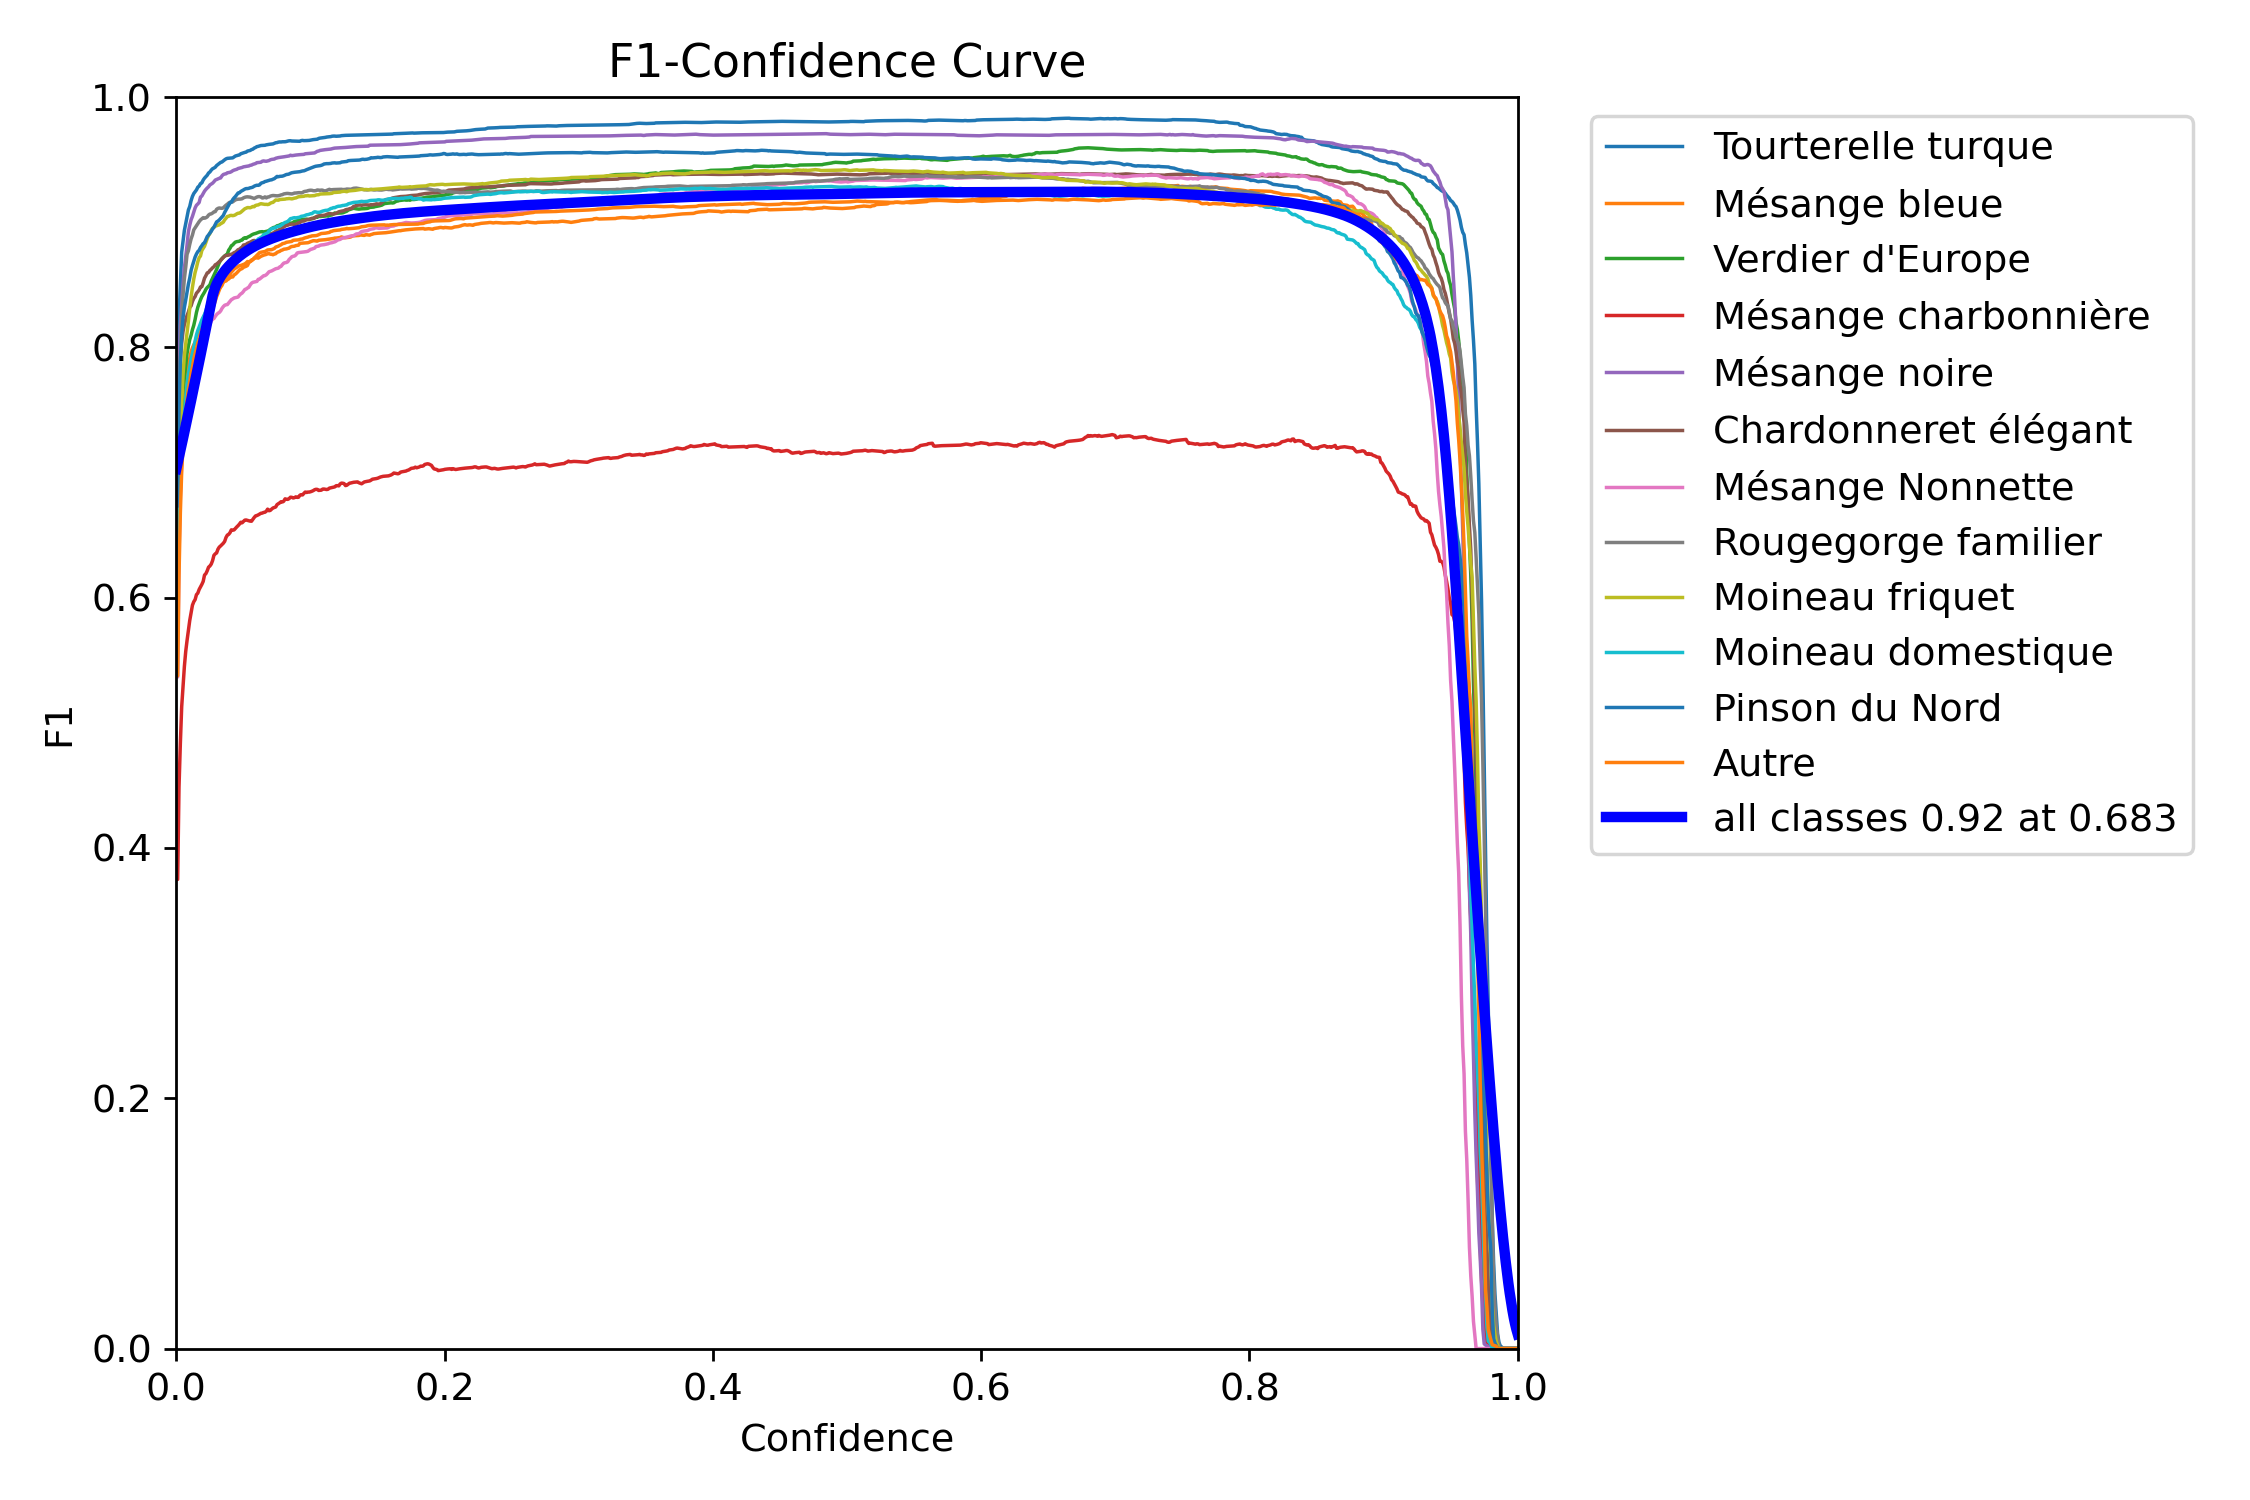 F1-Confidence Curve
1.0
0.8
0.6
0.4
0.2
0.0
F1
0.0 0.2 0.4 0.6 0.8 1.0
Confidence
Tourterelle turque
Mésange bleue
Verdier d'Europe
Mésange charbonnière
Mésange noire
Chardonneret élégant
Mésange Nonnette
Rougegorge familier
Moineau friquet
Moineau domestique
Pinson du Nord
Autre
all classes 0.92 at 0.683